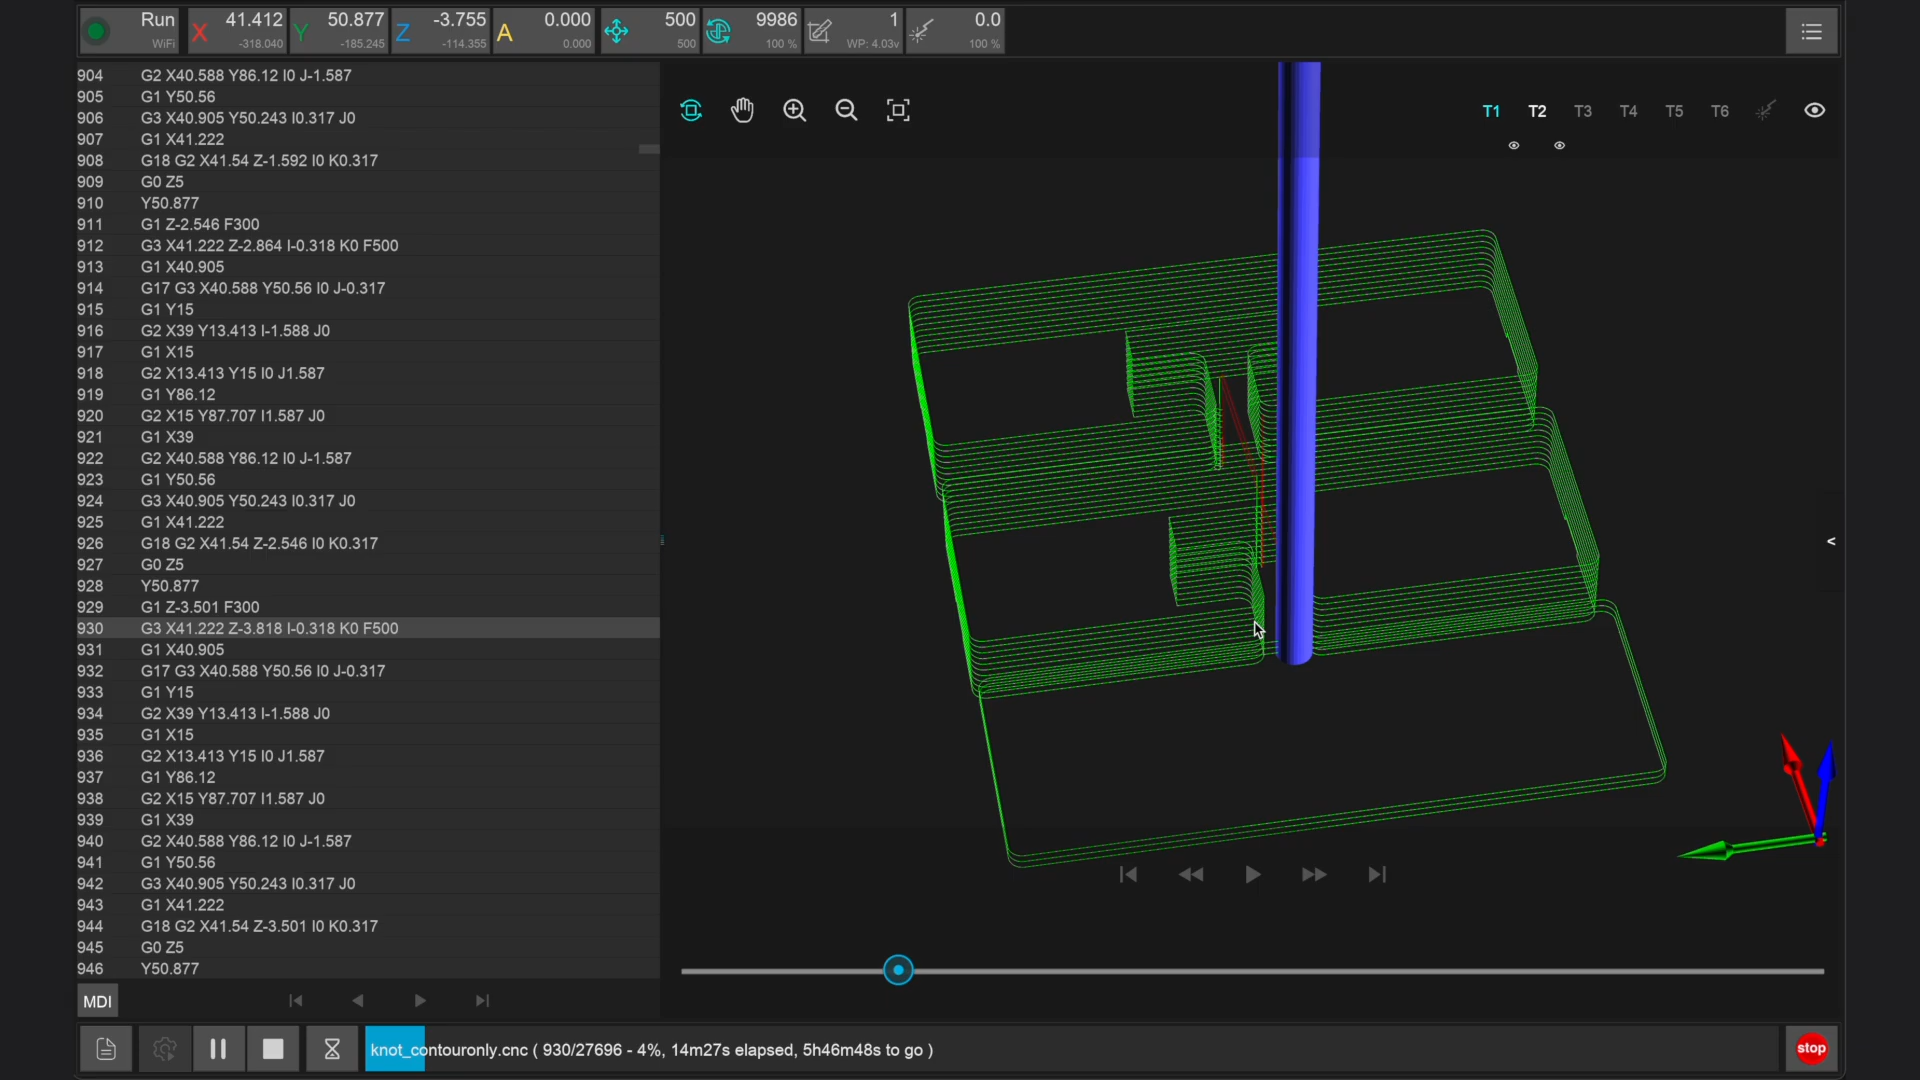 Run
WiFi
X 41.412
-318.040
Y 50.877
-185.245
Z -3.755
-114.355
A 0.000
0.000
500
500
9986
100 %
1
WP: 4.03v
0.0
100 %
904 G2 X40.588 Y86.12 I0 J-1.587
905 G1 Y50.56
906 G3 X40.905 Y50.243 I0.317 J0
907 G1 X41.222
908 G18 G2 X41.54 Z-1.592 I0 K0.317
909 G0 Z5
910 Y50.877
911 G1 Z-2.546 F300
912 G3 X41.222 Z-2.864 I-0.318 K0 F500
913 G1 X40.905
914 G17 G3 X40.588 Y50.56 I0 J-0.317
915 G1 Y15
916 G2 X39 Y13.413 I-1.588 J0
917 G1 X15
918 G2 X13.413 Y15 I0 J1.587
919 G1 Y86.12
920 G2 X15 Y87.707 I1.587 J0
921 G1 X39
922 G2 X40.588 Y86.12 I0 J-1.587
923 G1 Y50.56
924 G3 X40.905 Y50.243 I0.317 J0
925 G1 X41.222
926 G18 G2 X41.54 Z-2.546 I0 K0.317
927 G0 Z5
928 Y50.877
929 G1 Z-3.501 F300
930 G3 X41.222 Z-3.818 I-0.318 K0 F500
931 G1 X40.905
932 G17 G3 X40.588 Y50.56 I0 J-0.317
933 G1 Y15
934 G2 X39 Y13.413 I-1.588 J0
935 G1 X15
936 G2 X13.413 Y15 I0 J1.587
937 G1 Y86.12
938 G2 X15 Y87.707 I1.587 J0
939 G1 X39
940 G2 X40.588 Y86.12 I0 J-1.587
941 G1 Y50.56
942 G3 X40.905 Y50.243 I0.317 J0
943 G1 X41.222
944 G18 G2 X41.54 Z-3.501 I0 K0.317
945 G0 Z5
946 Y50.877
T1 T2 T3 T4 T5 T6
<
MDI
knot_contouronly.cnc ( 930/27696 - 4%, 14m27s elapsed, 5h46m48s to go )
stop